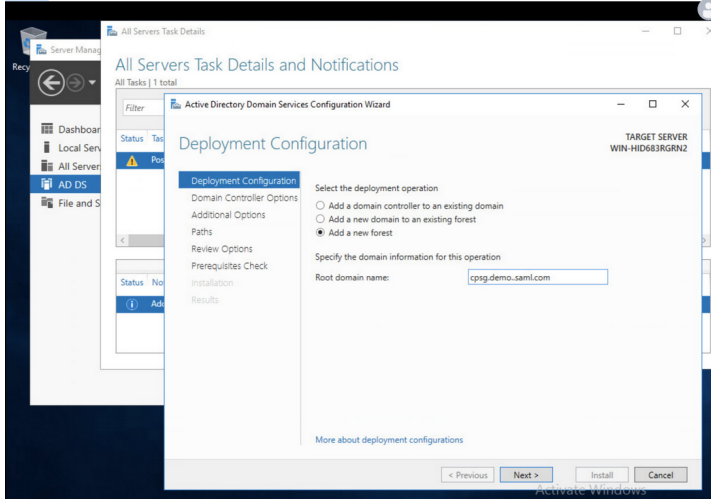 All Servers Task Details
Server Manag
Recy
All Servers Task Details and Notifications
All Tasks | 1 total
Filter
Active Directory Domain Services Configuration Wizard
Status Tas
Pos
Dashboar
Local Serv
All Server
AD DS
File and S
Deployment Configuration
TARGET SERVER
WIN-HID683RGRN2
Deployment Configuration
Domain Controller Options
Additional Options
Paths
Review Options
Prerequisites Check
Installation
Results
Select the deployment operation
Add a domain controller to an existing domain
Add a new domain to an existing forest
Add a new forest
Specify the domain information for this operation
Root domain name: cpsg.demo..saml.com
Status No
Add
More about deployment configurations
< Previous Next > Install Cancel
Activate Windows